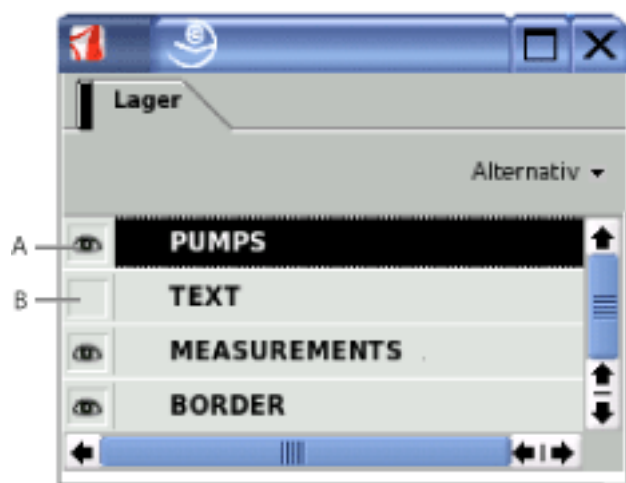 Lager
Alternativ
A
PUMPS
B
TEXT
MEASUREMENTS
BORDER